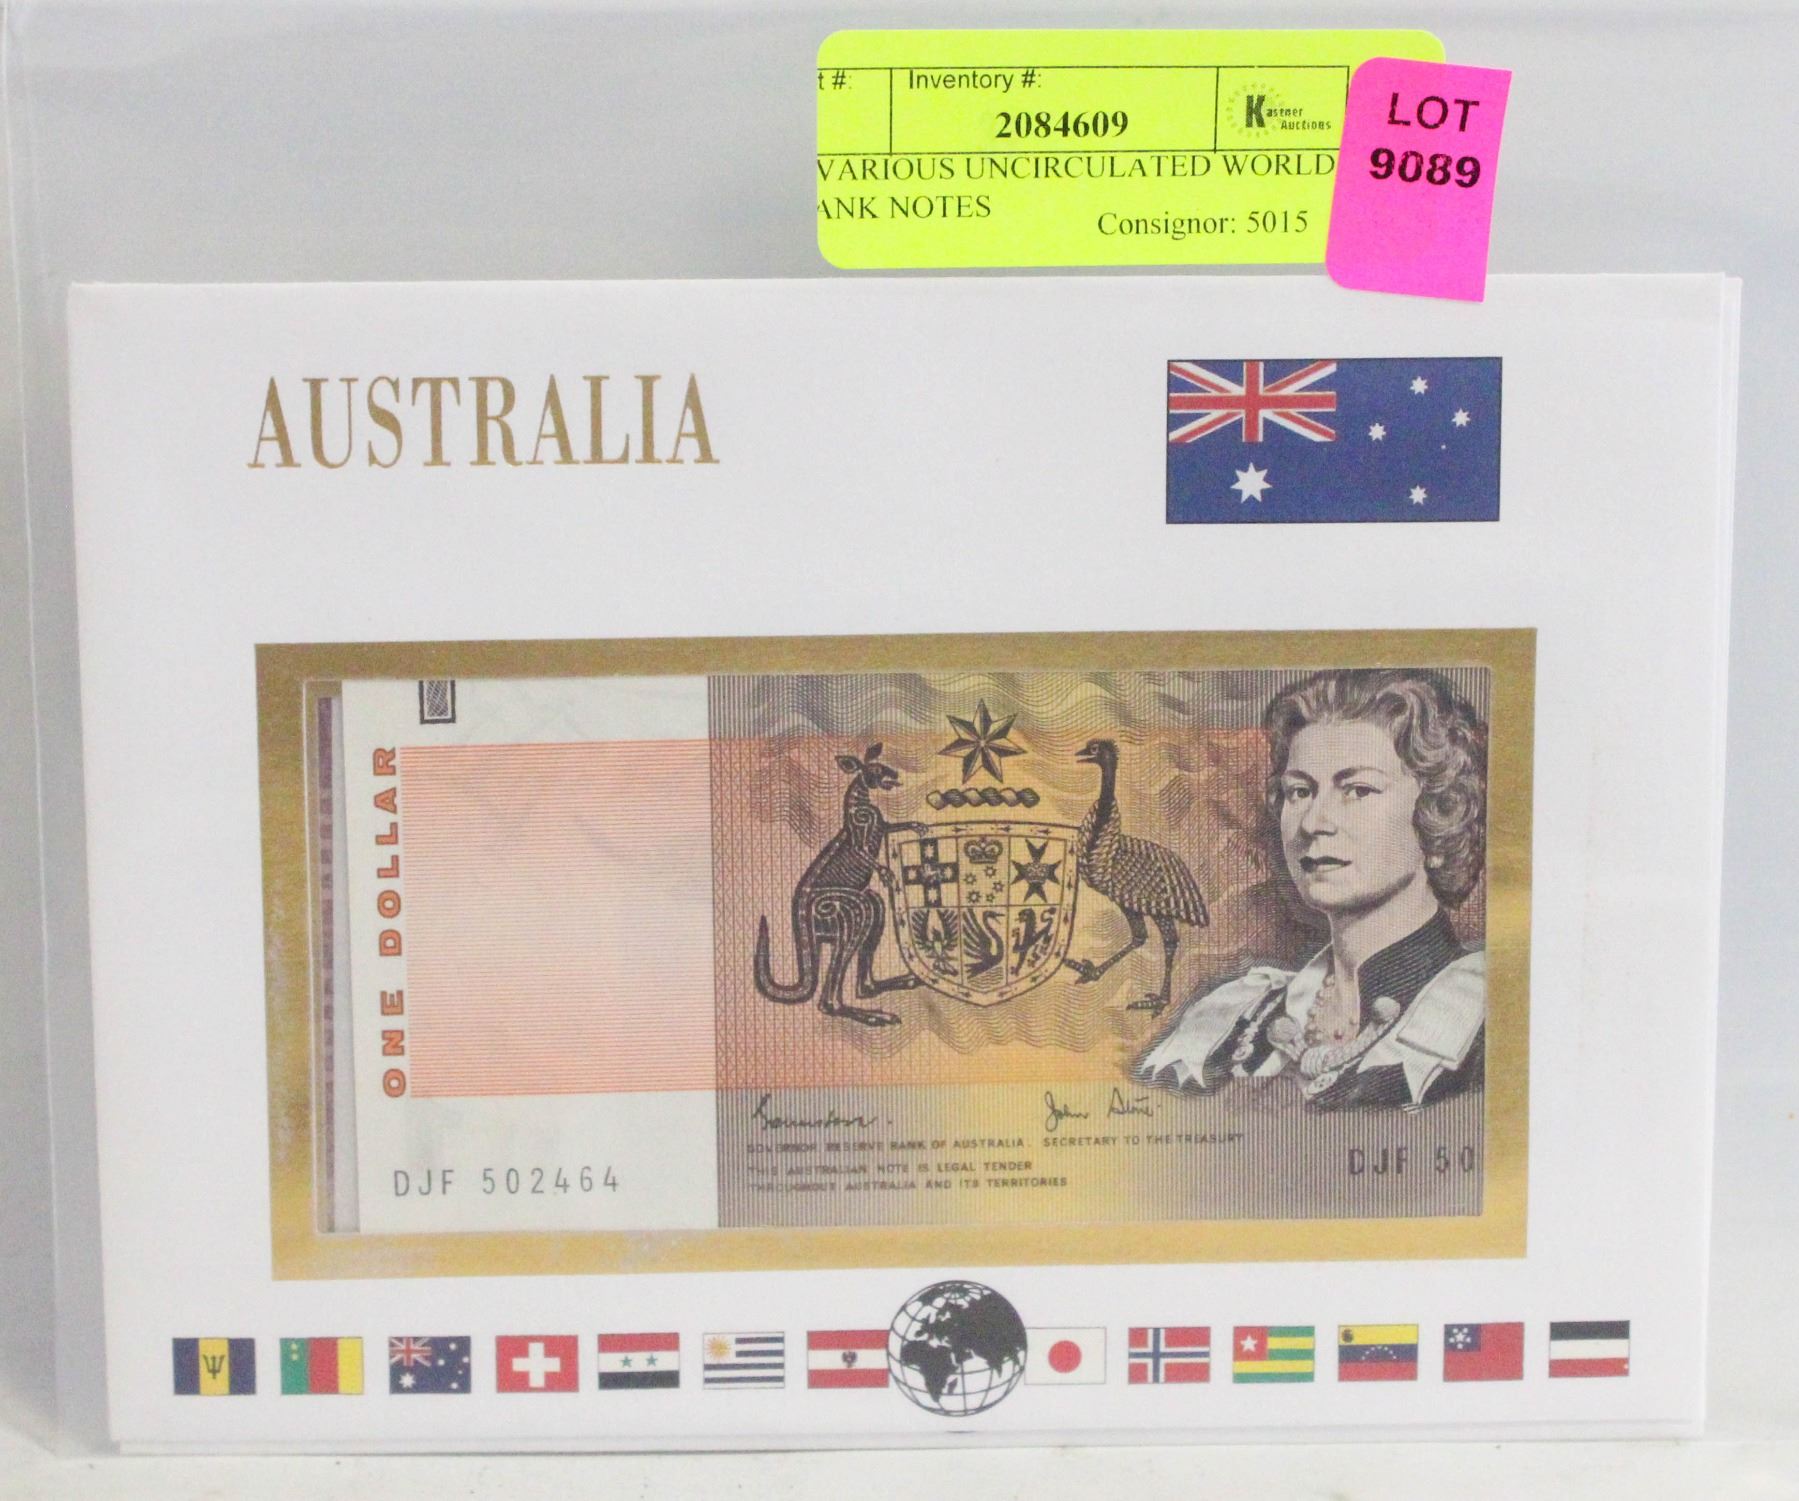 t #:
Inventory #:
2084609
Kastner
Auctions
VARIOUS UNCIRCULATED WORLD
ANK NOTES
Consignor: 5015
LOT
9089
AUSTRALIA
ONE DOLLAR
John Stone
GOVERNOR RESERVE BANK OF AUSTRALIA. SECRETARY TO THE TREASURY
THIS AUSTRALIAN NOTE IS LEGAL TENDER
THROUGHOUT AUSTRALIA AND ITS TERRITORIES
DJF 50
DJF 502464